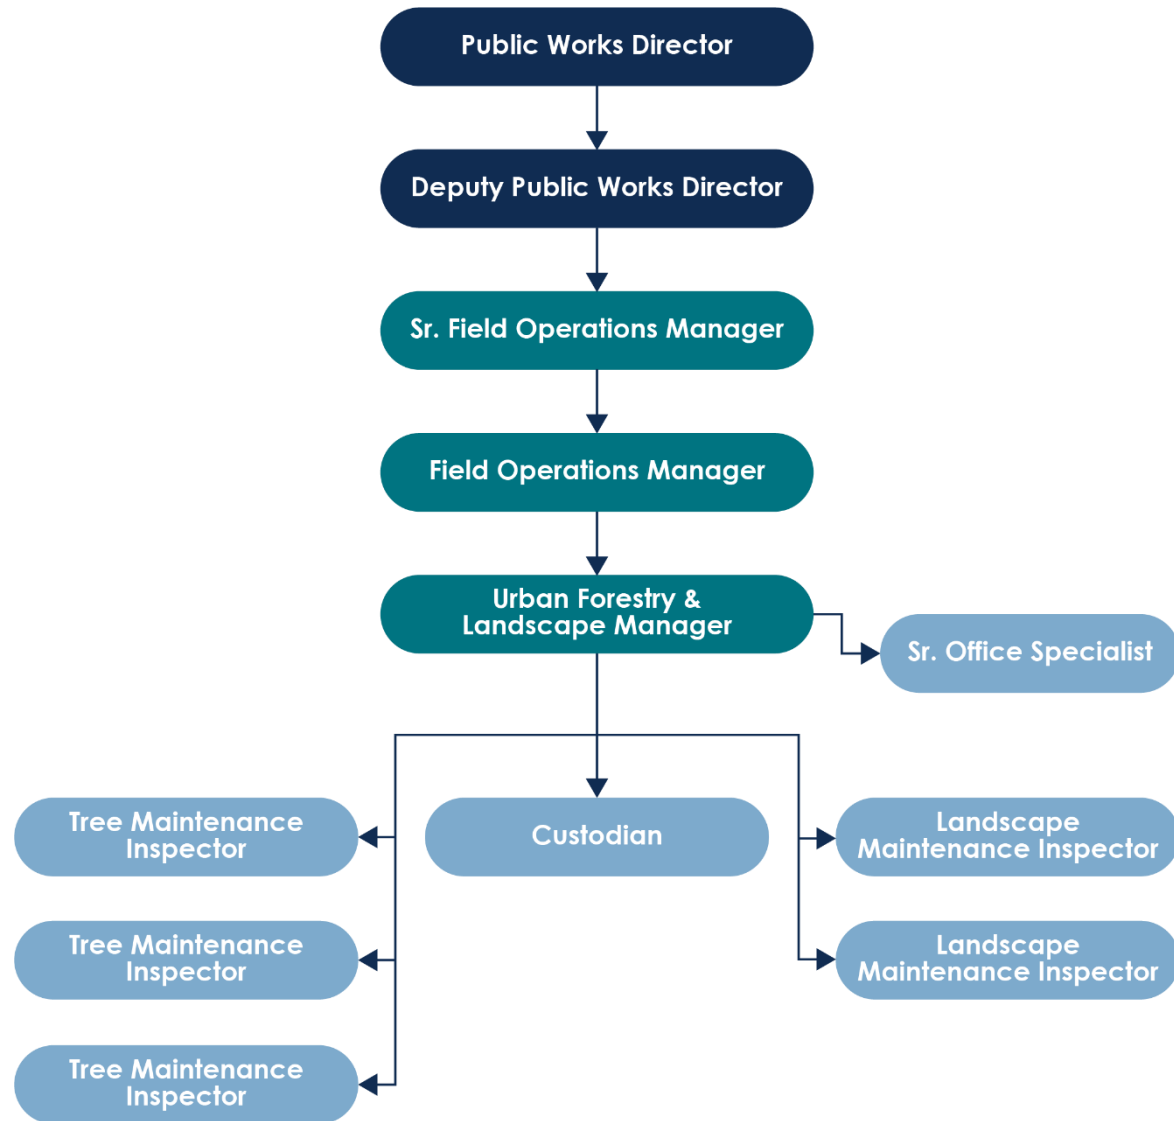 Public Works Director
Deputy Public Works Director
Sr. Field Operations Manager
Field Operations Manager
Urban Forestry &
Landscape Manager
Sr. Office Specialist
Tree Maintenance
Inspector
Custodian
Landscape
Maintenance Inspector
Tree Maintenance
Inspector
Landscape
Maintenance Inspector
Tree Maintenance
Inspector